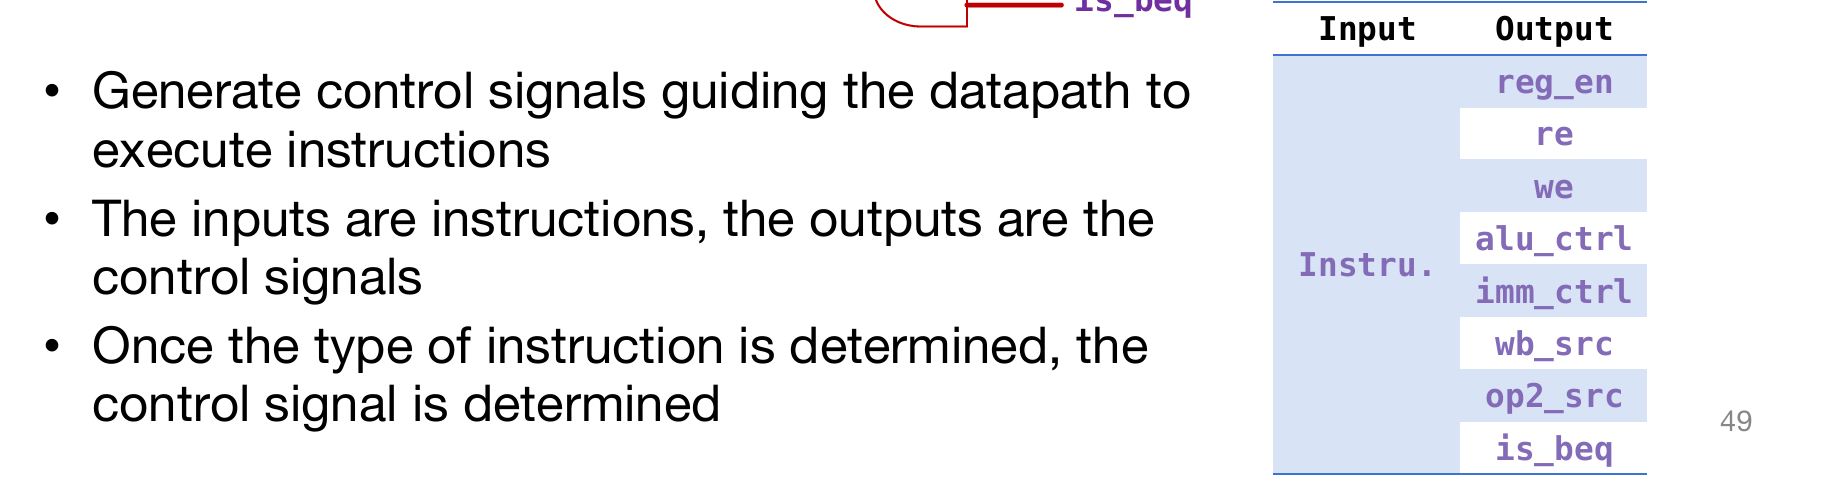 is_beq
• Generate control signals guiding the datapath to
execute instructions
• The inputs are instructions, the outputs are the
control signals
• Once the type of instruction is determined, the
control signal is determined
Input Output
reg_en
re
we
alu_ctrl
Instru.
imm_ctrl
wb_src
op2_src
is_beq
49